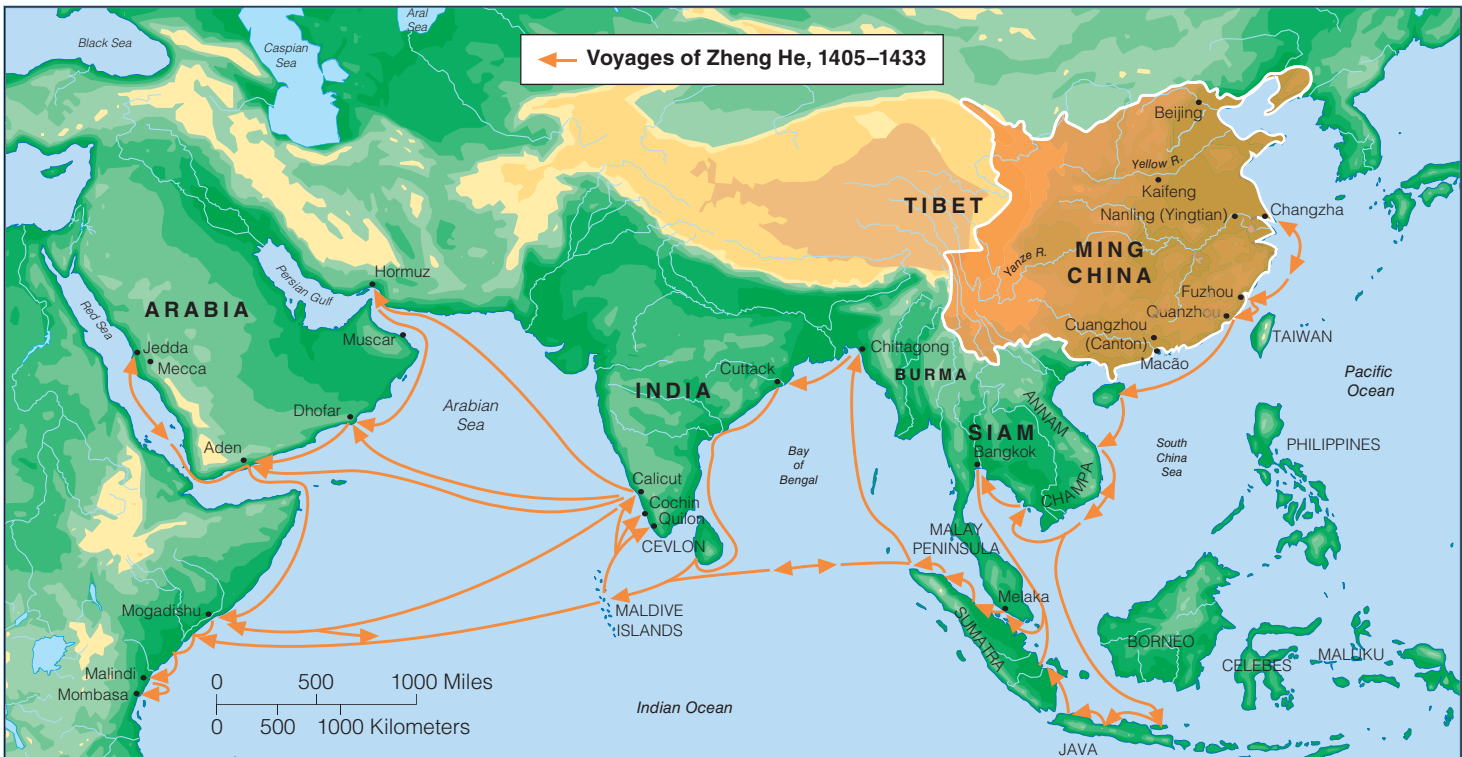 Voyages of Zheng He, 1405–1433
Black Sea
Aral
Sea
Caspian
Sea
Beijing
Yellow R.
Kaifeng
TIBET
Nanling (Yingtian)
Changzha
MING
CHINA
Yanze R.
Hormuz
Persian Gulf
Red Sea
ARABIA
Fuzhou
Quanzhou
Muscar
Cuangzhou
(Canton)
TAIWAN
Jedda
Mecca
Chittagong
Macão
Cuttack
BURMA
Pacific
Ocean
INDIA
Dhofar
Arabian
Sea
ANNAM
SIAM
Bangkok
South
China
Sea
PHILIPPINES
Aden
Bay
of
Bengal
Calicut
Cochin
Quilon
CHAMPA
CEVLON
MALAY
PENINSULA
Mogadishu
MALDIVE
ISLANDS
Melaka
SUMATRA
BORNEO
CELEBES
MALUKU
Malindi
Mombasa
0 500 1000 Miles
0 500 1000 Kilometers
Indian Ocean
JAVA